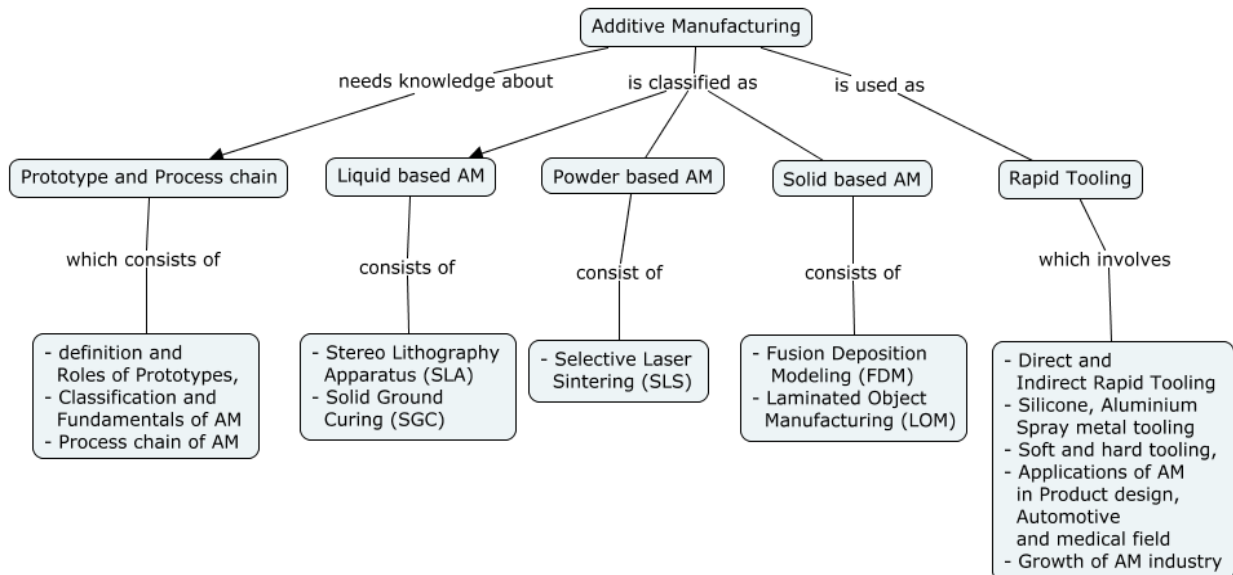 Additive Manufacturing
needs knowledge about
is classified as
is used as
Prototype and Process chain
Liquid based AM
Powder based AM
Solid based AM
Rapid Tooling
which consists of
consists of
consist of
consists of
which involves
- definition and
Roles of Prototypes,
- Classification and
Fundamentals of AM
- Process chain of AM
- Stereo Lithography
Apparatus (SLA)
- Solid Ground
Curing (SGC)
- Selective Laser
Sintering (SLS)
- Fusion Deposition
Modeling (FDM)
- Laminated Object
Manufacturing (LOM)
- Direct and
Indirect Rapid Tooling
- Silicone, Aluminium
Spray metal tooling
- Soft and hard tooling,
- Applications of AM
in Product design,
Automotive
and medical field
- Growth of AM industry